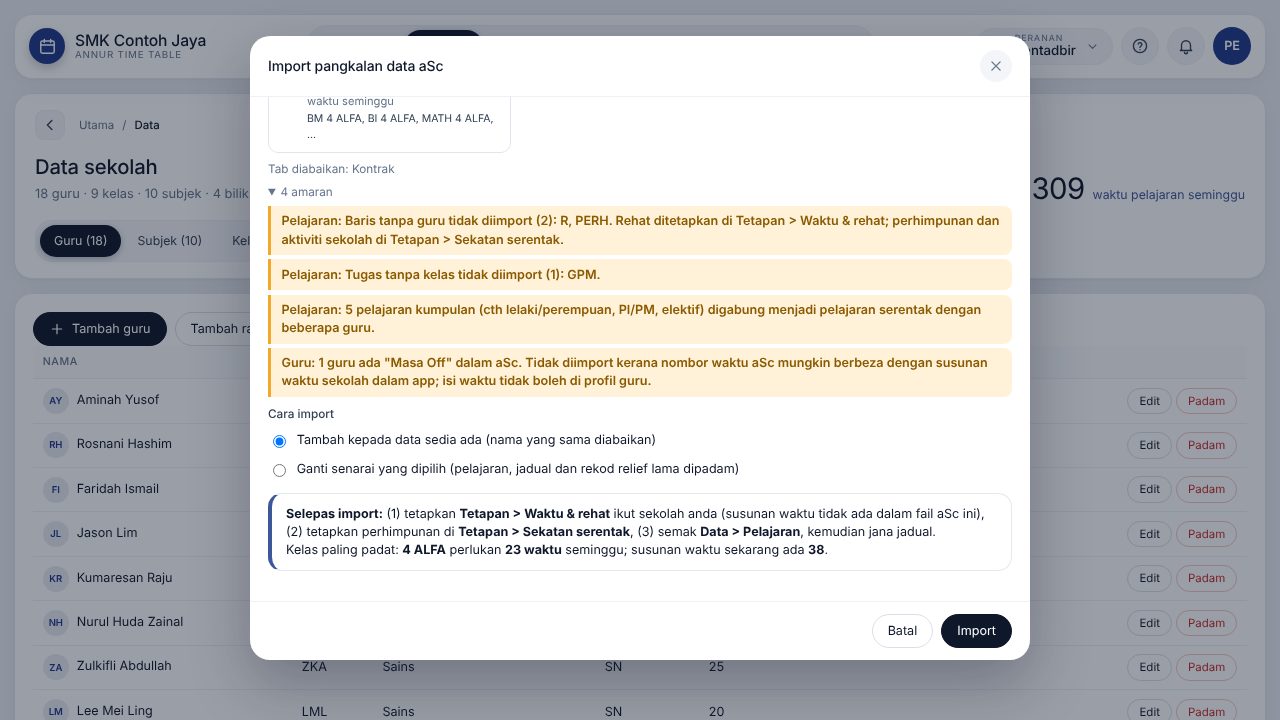 SMK Contoh Jaya
ANNUR TIME TABLE
PERANAN
ntadbir
PE
Utama / Data
Data sekolah
18 guru · 9 kelas · 10 subjek · 4 bilik
309 waktu pelajaran seminggu
Guru (18) Subjek (10) Kel
Tambah guru
Tambah ra
NAMA
AY Aminah Yusof Edit Padam
RH Rosnani Hashim Edit Padam
FI Faridah Ismail Edit Padam
JL Jason Lim Edit Padam
KR Kumaresan Raju Edit Padam
NH Nurul Huda Zainal Edit Padam
ZA Zulkifli Abdullah ZKA Sains SN 25 Edit Padam
LM Lee Mei Ling LML Sains SN 20 Edit Padam
Import pangkalan data aSc
waktu seminggu
BM 4 ALFA, BI 4 ALFA, MATH 4 ALFA,
...
Tab diabaikan: Kontrak
▼ 4 amaran
Pelajaran: Baris tanpa guru tidak diimport (2): R, PERH. Rehat ditetapkan di Tetapan > Waktu & rehat; perhimpunan dan
aktiviti sekolah di Tetapan > Sekatan serentak.
Pelajaran: Tugas tanpa kelas tidak diimport (1): GPM.
Pelajaran: 5 pelajaran kumpulan (cth lelaki/perempuan, PI/PM, elektif) digabung menjadi pelajaran serentak dengan
beberapa guru.
Guru: 1 guru ada "Masa Off" dalam aSc. Tidak diimport kerana nombor waktu aSc mungkin berbeza dengan susunan
waktu sekolah dalam app; isi waktu tidak boleh di profil guru.
Cara import
Tambah kepada data sedia ada (nama yang sama diabaikan)
Ganti senarai yang dipilih (pelajaran, jadual dan rekod relief lama dipadam)
Selepas import: (1) tetapkan Tetapan > Waktu & rehat ikut sekolah anda (susunan waktu tidak ada dalam fail aSc ini),
(2) tetapkan perhimpunan di Tetapan > Sekatan serentak, (3) semak Data > Pelajaran, kemudian jana jadual.
Kelas paling padat: 4 ALFA perlukan 23 waktu seminggu; susunan waktu sekarang ada 38.
Batal
Import